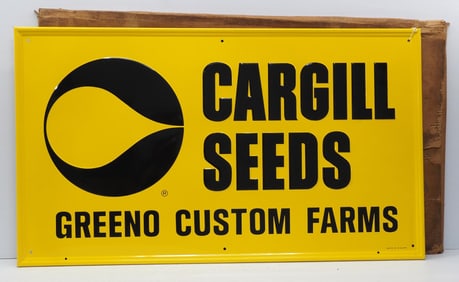 CARGILL
SEEDS
®
GREENO CUSTOM FARMS